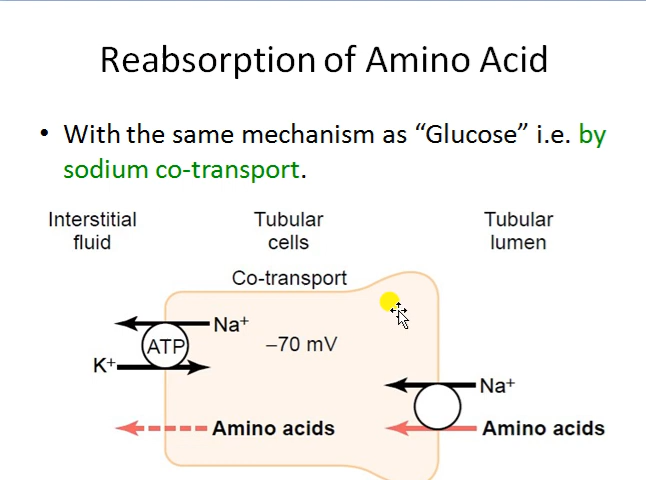 Reabsorption of Amino Acid
• With the same mechanism as “Glucose” i.e. by
sodium co-transport.
Interstitial
fluid
Tubular
cells
Tubular
lumen
Co-transport
Na⁺
ATP
–70 mV
K⁺
Na⁺
Amino acids
Amino acids